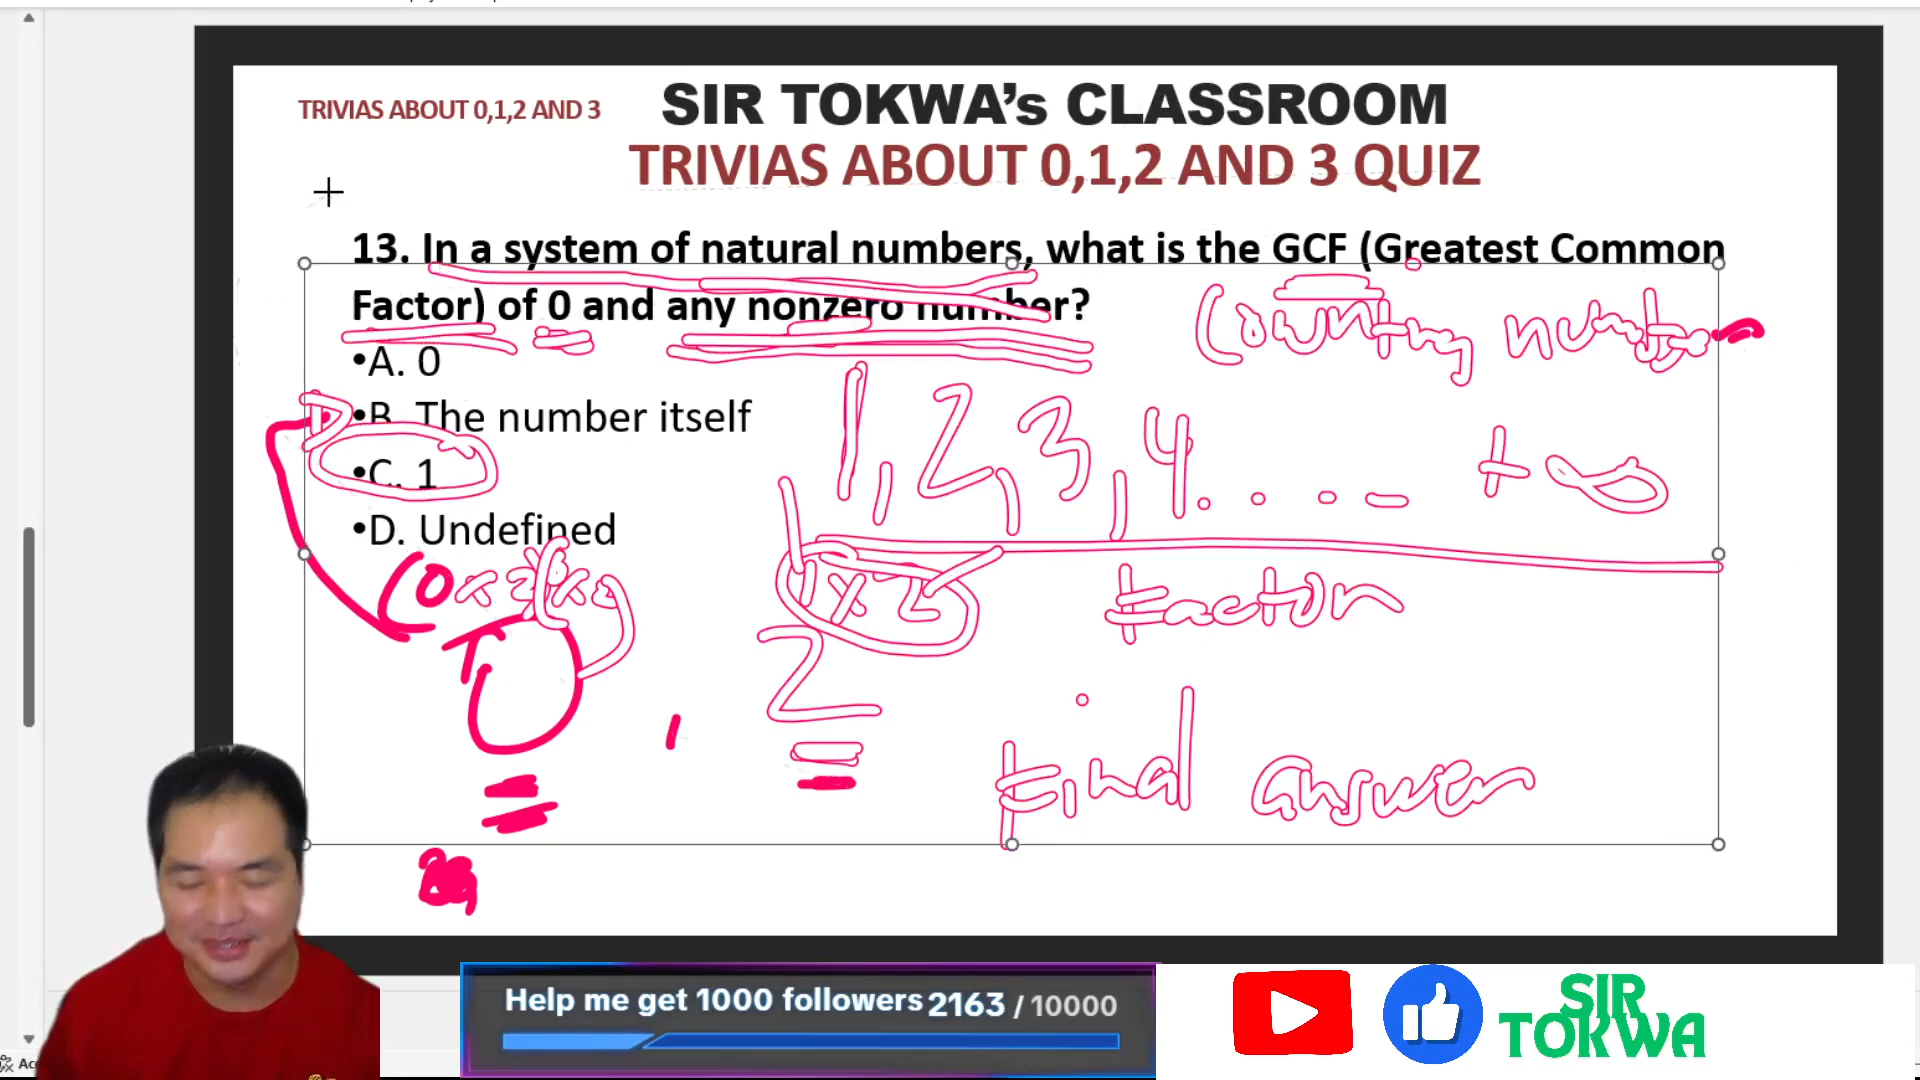 TRIVIAS ABOUT 0,1,2 AND 3
SIR TOKWA's CLASSROOM
TRIVIAS ABOUT 0,1,2 AND 3 QUIZ
13. In a system of natural numbers, what is the GCF (Greatest Common
Factor) of 0 and any nonzero number?
•A. 0
•B. The number itself
•C. 1
•D. Undefined
Counting number
1, 2, 3, 4 . . . . + ∞
1 x 2
Factor
2
Final answer
Help me get 1000 followers 2163 / 10000
SIR
TOKWA